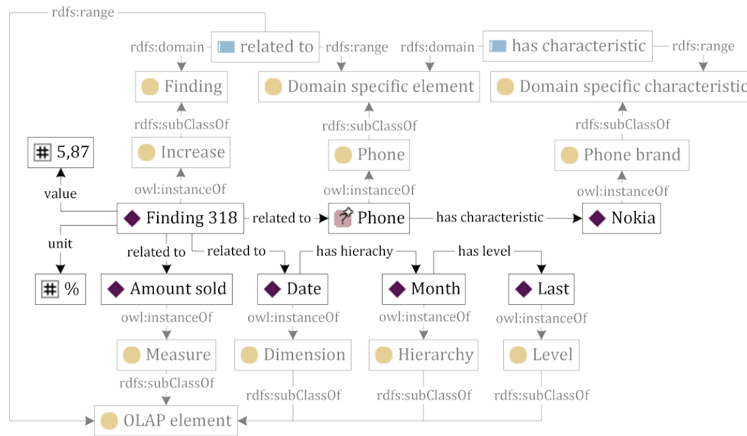 rdfs:range
rdfs:domain related to rdfs:range rdfs:domain has characteristic rdfs:range
Finding Domain specific element Domain specific characteristic
rdfs:subClassOf rdfs:subClassOf rdfs:subClassOf
# 5,87 Increase Phone Phone brand
value owl:instanceOf owl:instanceOf owl:instanceOf
Finding 318 related to ? Phone has characteristic Nokia
unit related to related to has hierachy has level
# % Amount sold Date Month Last
owl:instanceOf owl:instanceOf owl:instanceOf owl:instanceOf
Measure Dimension Hierarchy Level
rdfs:subClassOf rdfs:subClassOf rdfs:subClassOf rdfs:subClassOf
OLAP element